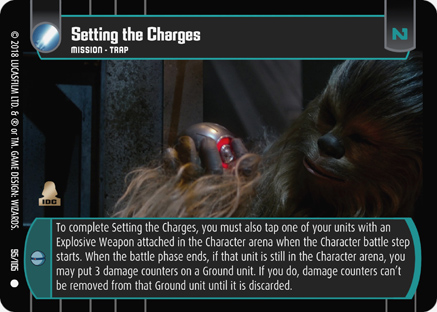 Setting the Charges
MISSION • TRAP
N
© 2018 LUCASFILM LTD. & ® OR TM. GAME DESIGN: WIZARDS.
IDC
95/105
To complete Setting the Charges, you must also tap one of your units with an
Explosive Weapon attached in the Character arena when the Character battle step
starts. When the battle phase ends, if that unit is still in the Character arena, you
may put 3 damage counters on a Ground unit. If you do, damage counters can't
be removed from that Ground unit until it is discarded.